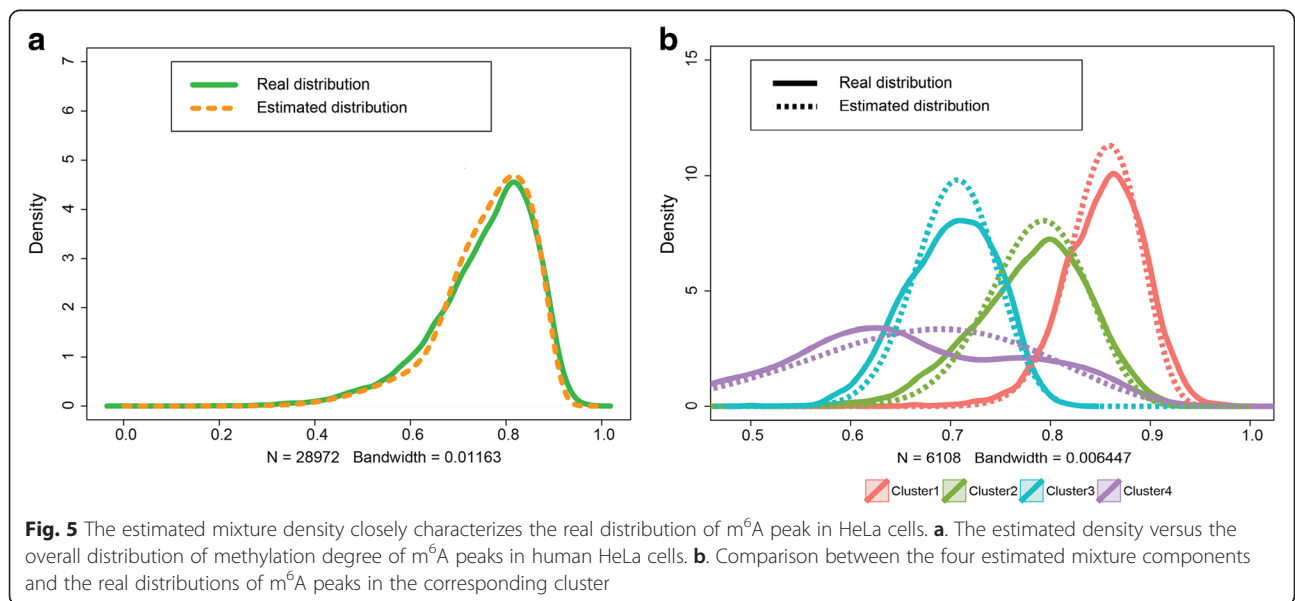 a
Real distribution
Estimated distribution
Density
7
6
5
4
3
2
1
0
0.0 0.2 0.4 0.6 0.8 1.0
N = 28972 Bandwidth = 0.01163
b
Real distribution
Estimated distribution
Density
15
10
5
0
0.5 0.6 0.7 0.8 0.9 1.0
N = 6108 Bandwidth = 0.006447
Cluster1 Cluster2 Cluster3 Cluster4
Fig. 5 The estimated mixture density closely characterizes the real distribution of m⁶A peak in HeLa cells. a. The estimated density versus the
overall distribution of methylation degree of m⁶A peaks in human HeLa cells. b. Comparison between the four estimated mixture components
and the real distributions of m⁶A peaks in the corresponding cluster